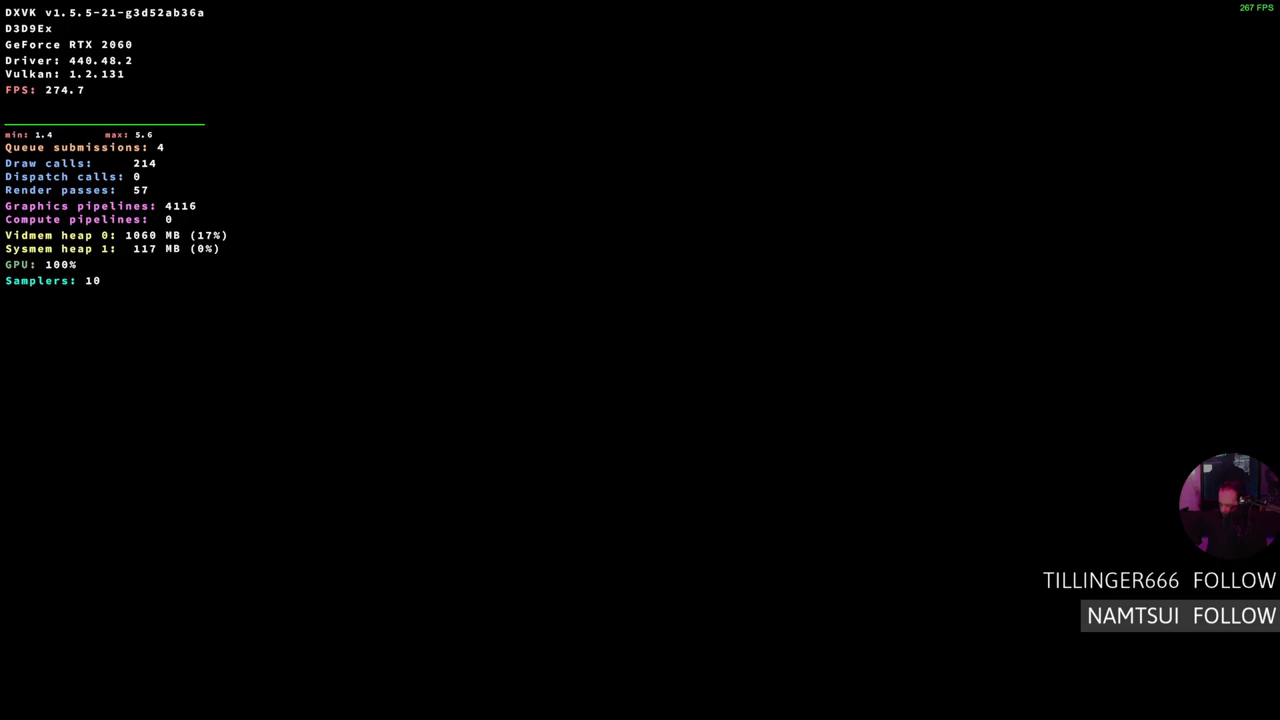 DXVK v1.5.5-21-g3d52ab36a
267 FPS
D3D9Ex
GeForce RTX 2060
Driver: 440.48.2
Vulkan: 1.2.131
FPS: 274.7
min: 1.4 max: 5.6
Queue submissions: 4
Draw calls: 214
Dispatch calls: 0
Render passes: 57
Graphics pipelines: 4116
Compute pipelines: 0
Vidmem heap 0: 1060 MB (17%)
Sysmem heap 1: 117 MB (0%)
GPU: 100%
Samplers: 10
TILLINGER666 FOLLOW
NAMTSUI FOLLOW